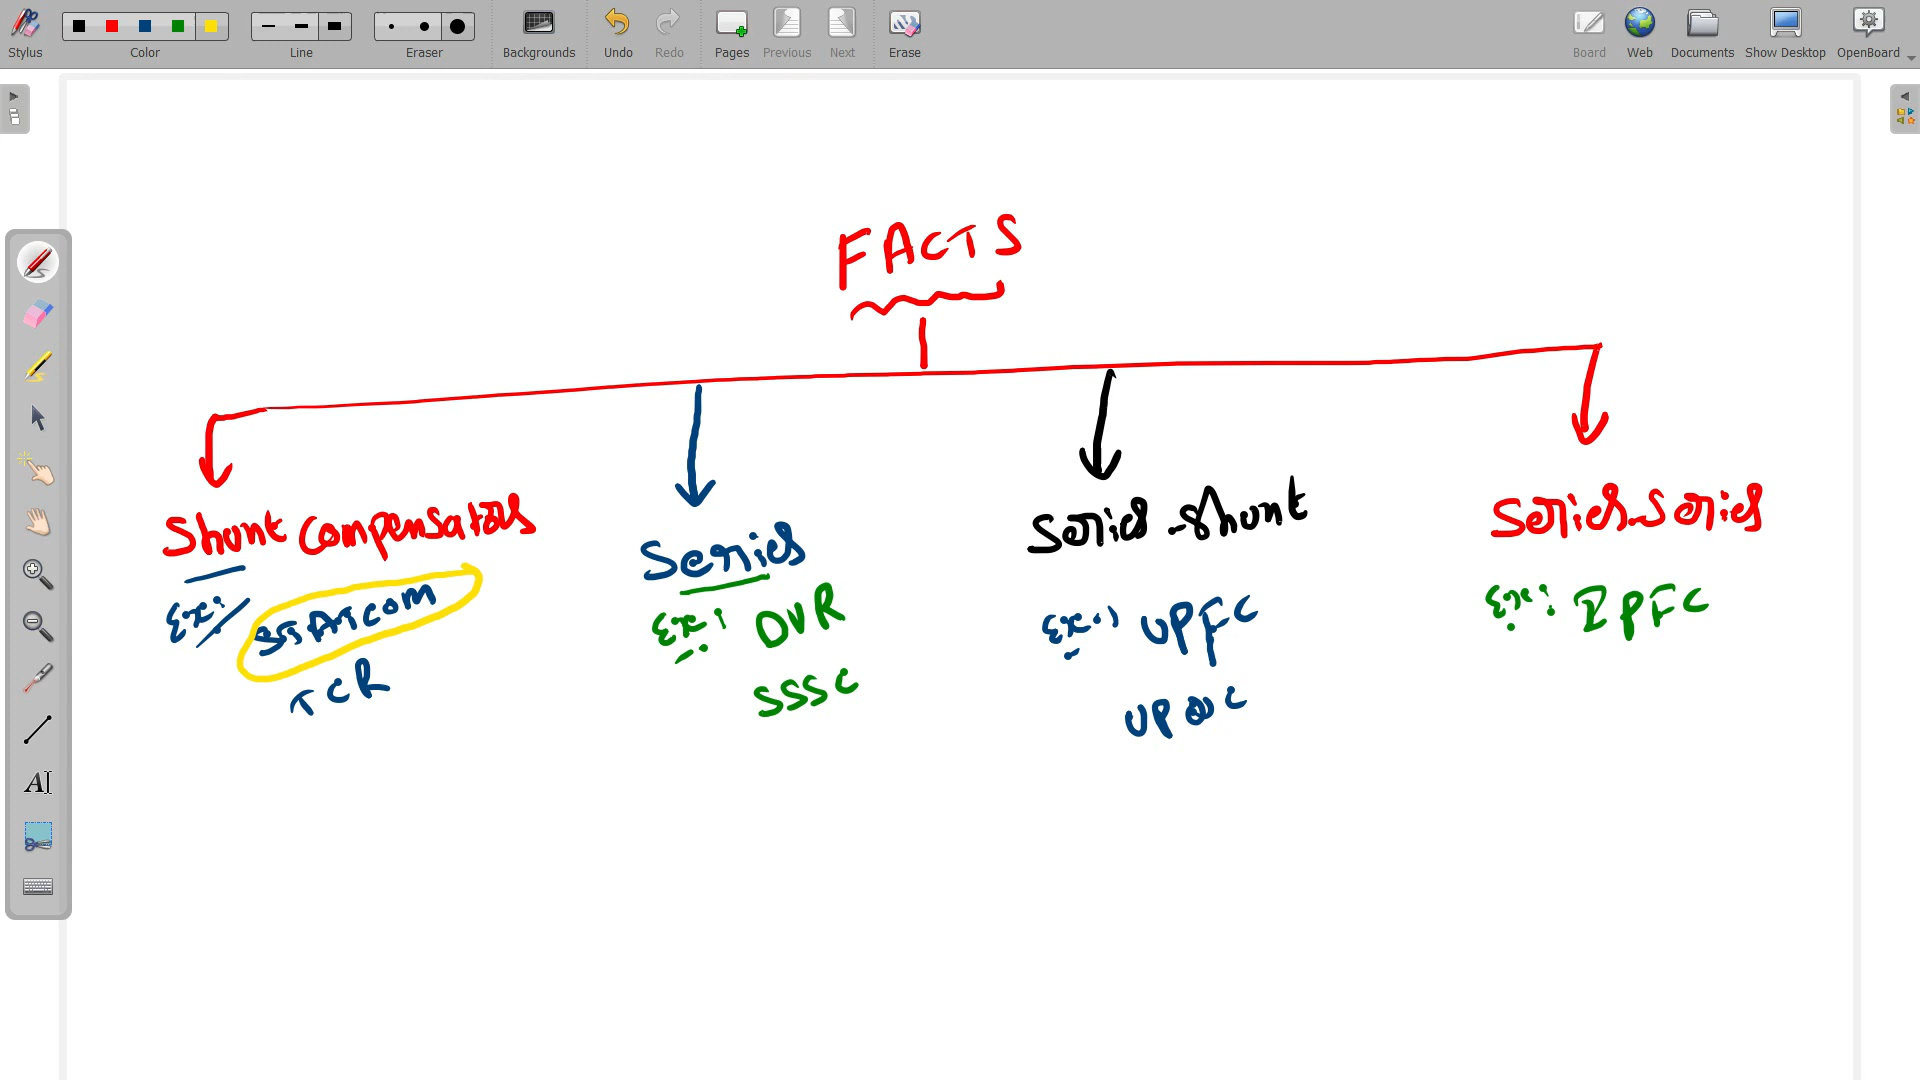 Stylus
Color
Line
Eraser
Backgrounds
Undo
Redo
Pages
Previous
Next
Erase
Board
Web
Documents
Show Desktop
OpenBoard
FACTS
Shunt Compensators
Ex:
STATCOM
TCR
Series
Ex: DVR
SSSC
Series-Shunt
Ex:) UPFC
UPQC
Series-Series
Ex: IPFC
AI